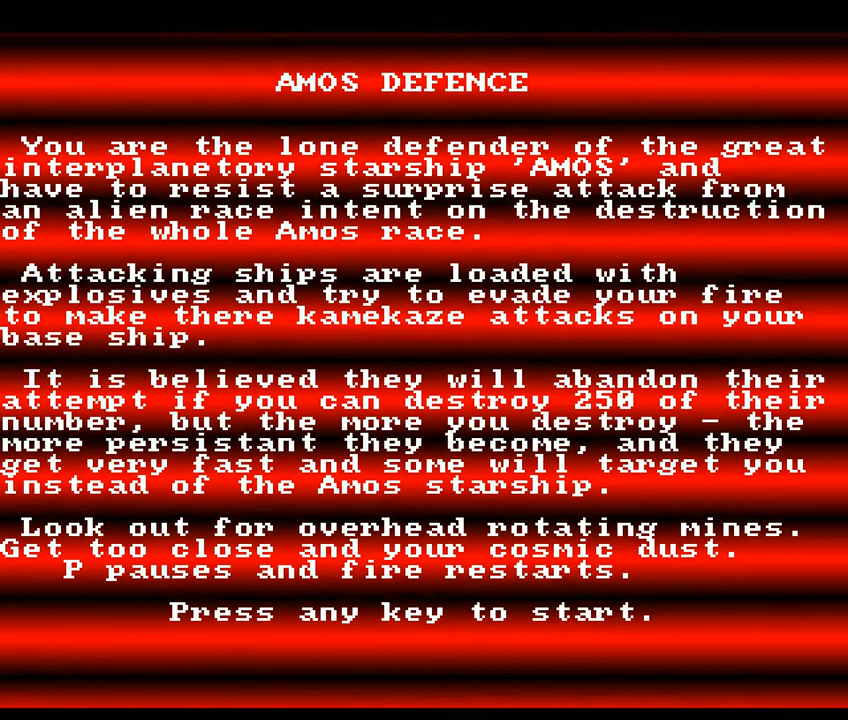 AMOS DEFENCE
You are the lone defender of the great
interplanetory starship 'AMOS' and
have to resist a surprise attack from
an alien race intent on the destruction
of the whole Amos race.
Attacking ships are loaded with
explosives and try to evade your fire
to make there kamekaze attacks on your
base ship.
It is believed they will abandon their
attempt if you can destroy 250 of their
number, but the more you destroy - the
more persistant they become, and they
get very fast and some will target you
instead of the Amos starship.
Look out for overhead rotating mines.
Get too close and your cosmic dust.
P pauses and fire restarts.
Press any key to start.